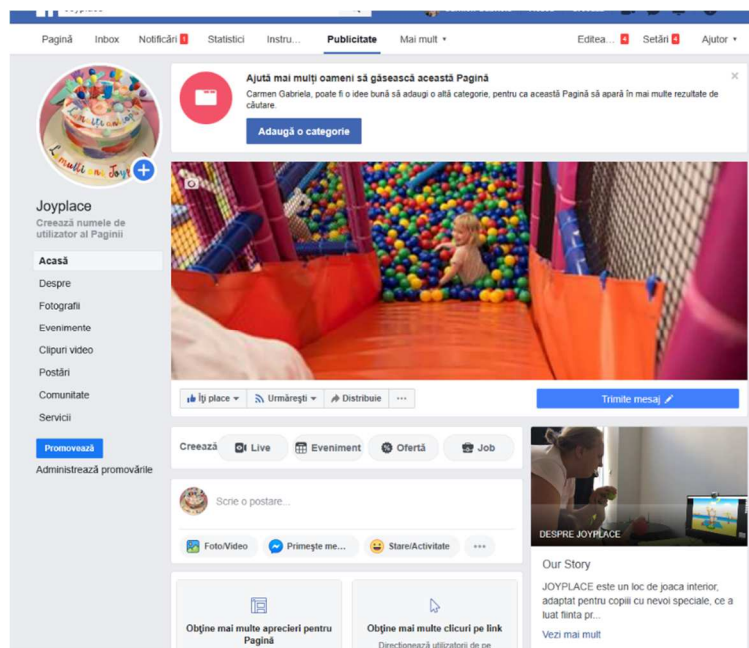 Joyplace
Pagină Inbox Notificări 1 Statistici Instru... Publicitate Mai mult Editea... 4 Setări 4 Ajutor
Ajută mai mulți oameni să găsească această Pagină
Carmen Gabriela, poate fi o idee bună să adaugi o altă categorie, pentru ca această Pagină să apară în mai multe rezultate de
căutare.
Adaugă o categorie
Joyplace
Creează numele de
utilizator al Paginii
Acasă
Despre
Fotografii
Evenimente
Clipuri video
Postări
Comunitate
Servicii
Promovează
Administrează promovările
Îți place Urmărești Distribuie ...
Trimite mesaj
Creează Live Eveniment Ofertă Job
Scrie o postare...
Foto/Video Primește me... Stare/Activitate ...
Obține mai multe aprecieri pentru
Pagină
Obține mai multe clicuri pe link
Direcționează utilizatorii de pe
DESPRE JOYPLACE
Our Story
JOYPLACE este un loc de joaca interior,
adaptat pentru copiii cu nevoi speciale, ce a
luat fiinta pr...
Vezi mai mult